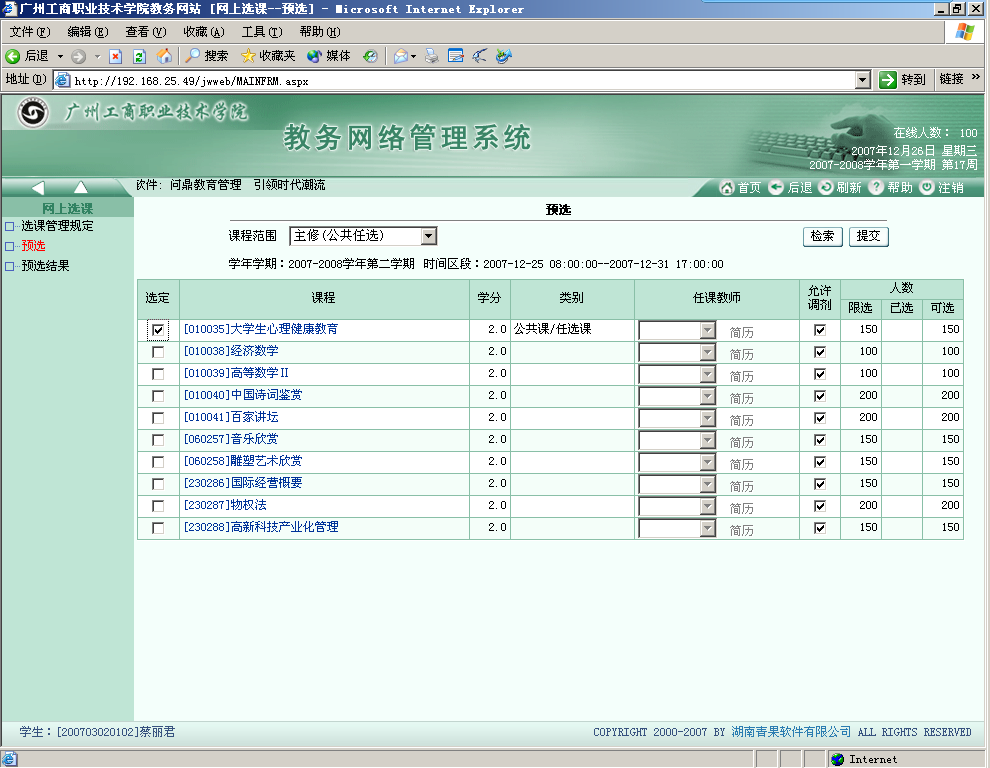 广州工商职业技术学院教务网站 [网上选课--预选] - Microsoft Internet Explorer
文件(F) 编辑(E) 查看(V) 收藏(A) 工具(T) 帮助(H)
后退 搜索 收藏夹 媒体
地址(D) http://192.168.25.49/jwweb/MAINFRM.aspx 转到 链接 »
广州工商职业技术学院
教务网络管理系统
在线人数: 100
2007年12月26日 星期三
2007-2008学年第一学期 第17周
软件: 问鼎教育管理 引领时代潮流
首页 后退 刷新 帮助 注销
网上选课
选课管理规定
预选
预选结果
预选
课程范围 主修(公共任选) 检索 提交
学年学期：2007-2008学年第二学期 时间区段：2007-12-25 08:00:00--2007-12-31 17:00:00
选定 课程 学分 类别 任课教师 允许调剂 人数
限选 已选 可选
[010035]大学生心理健康教育 2.0 公共课/任选课 简历 150 150
[010038]经济数学 2.0 简历 100 100
[010039]高等数学Ⅱ 2.0 简历 100 100
[010040]中国诗词鉴赏 2.0 简历 200 200
[010041]百家讲坛 2.0 简历 200 200
[060257]音乐欣赏 2.0 简历 150 150
[060258]雕塑艺术欣赏 2.0 简历 150 150
[230286]国际经营概要 2.0 简历 150 150
[230287]物权法 2.0 简历 200 200
[230288]高新科技产业化管理 2.0 简历 150 150
学生：[200703020102]蔡丽君
COPYRIGHT 2000-2007 BY 湖南青果软件有限公司 ALL RIGHTS RESERVED
Internet